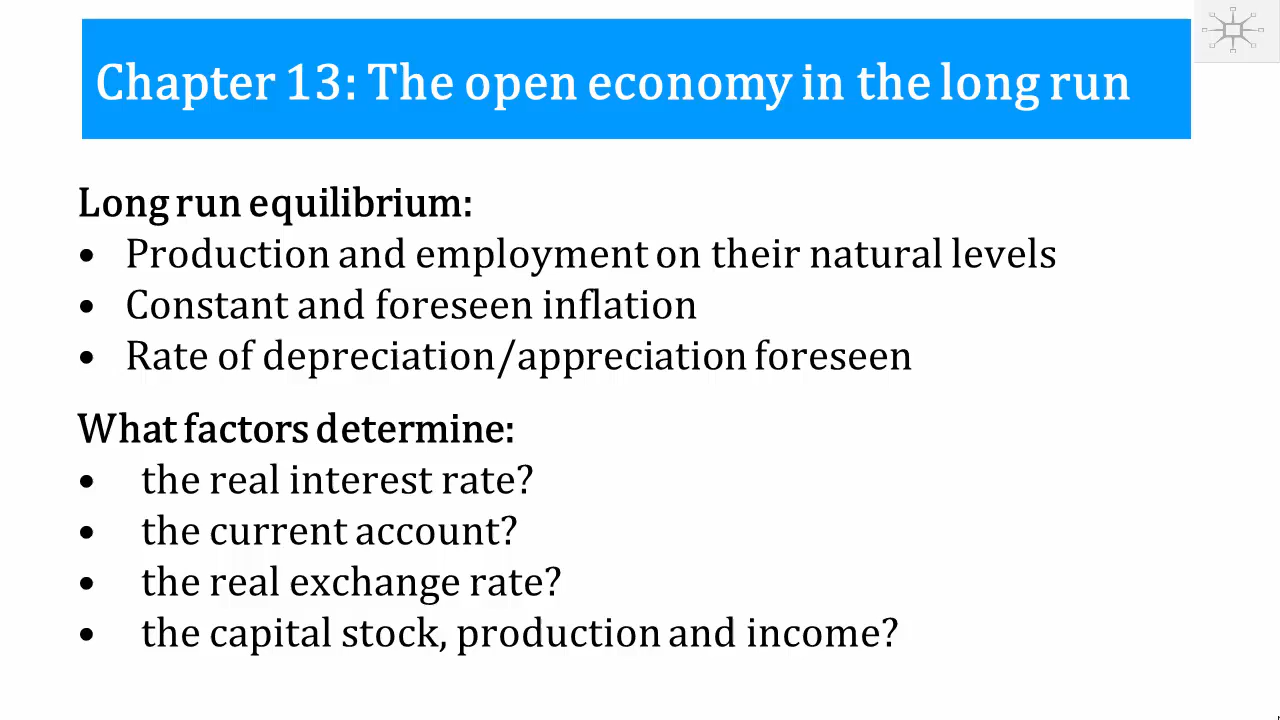 Chapter 13: The open economy in the long run
Long run equilibrium:
• Production and employment on their natural levels
• Constant and foreseen inflation
• Rate of depreciation/appreciation foreseen
What factors determine:
• the real interest rate?
• the current account?
• the real exchange rate?
• the capital stock, production and income?